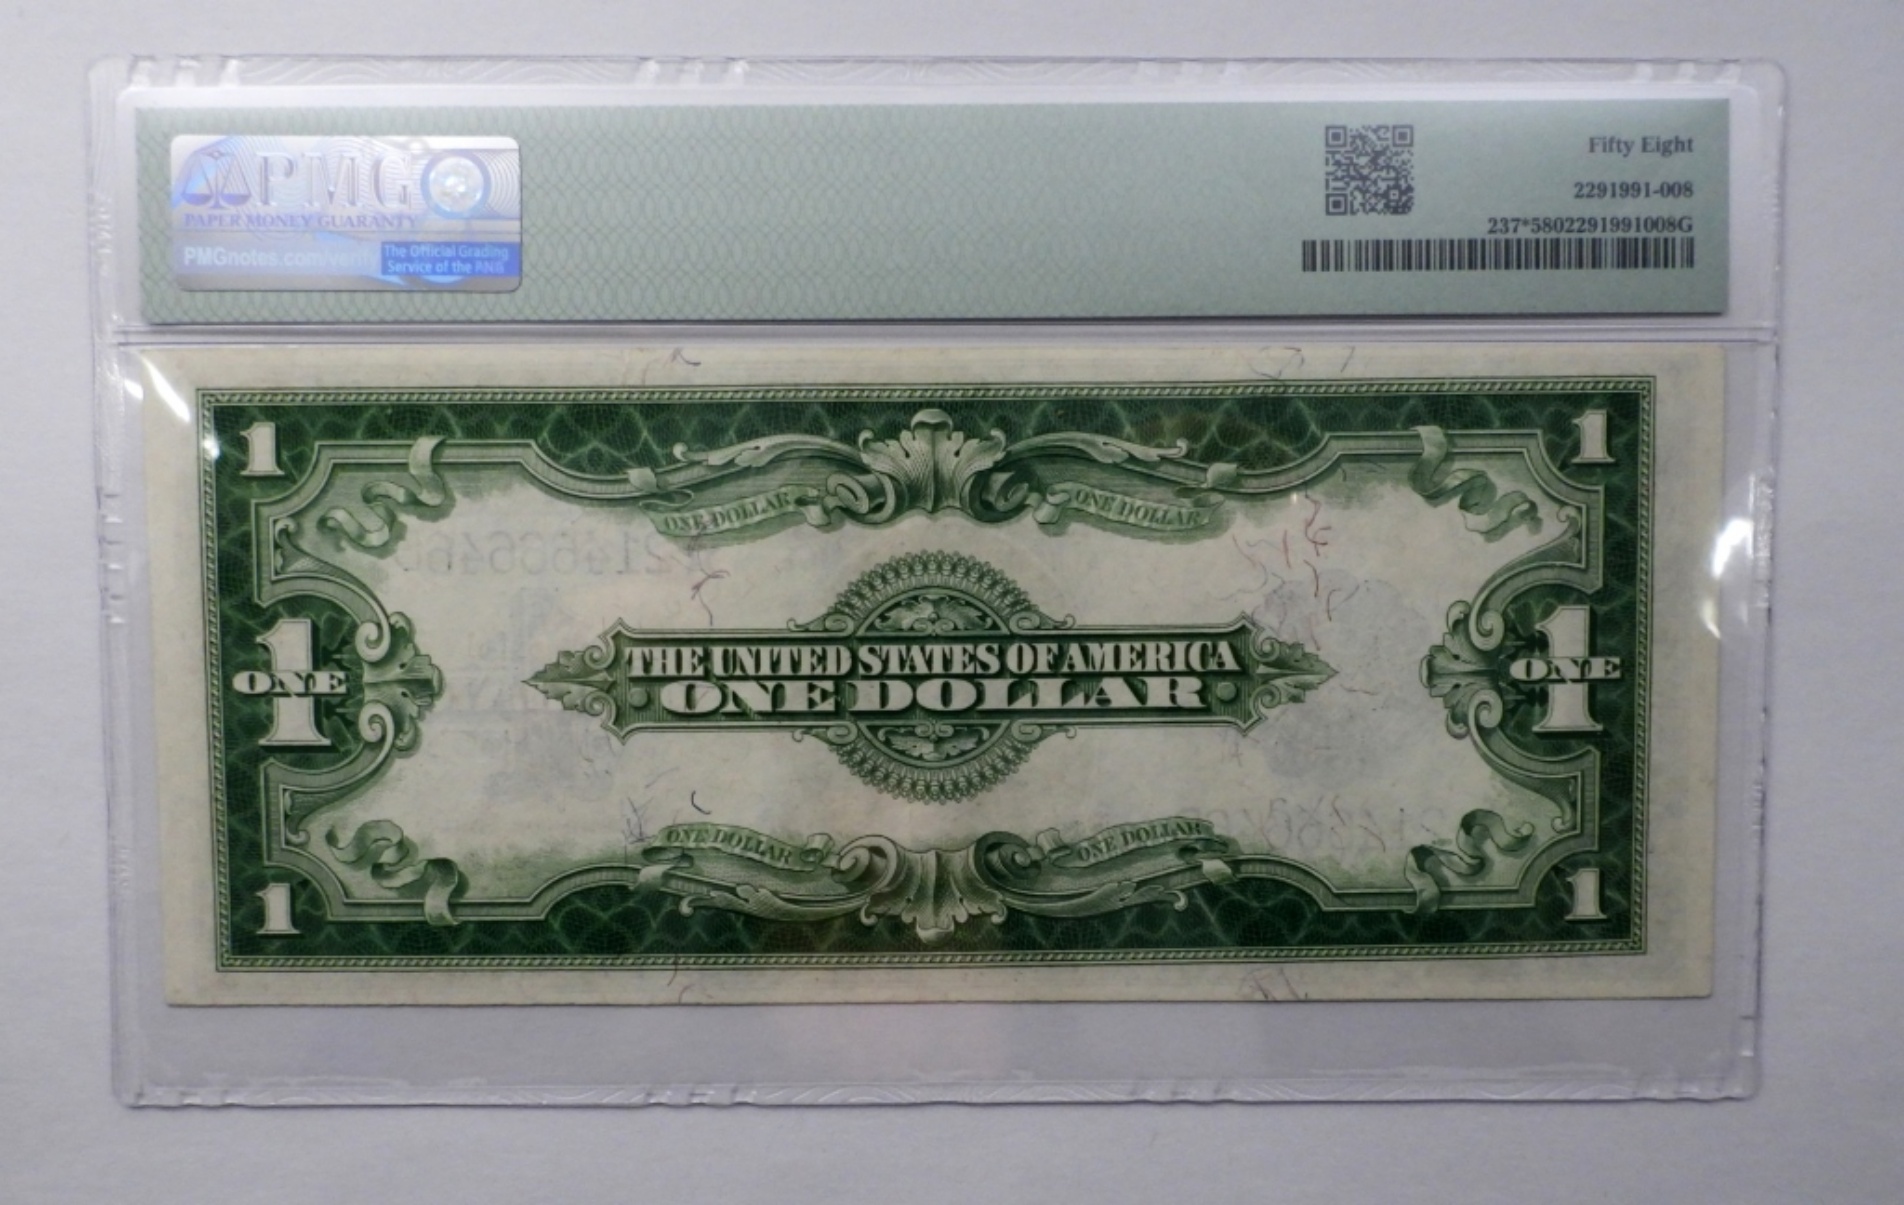 PMG
PAPER MONEY GUARANTY
PMGnotes.com/verify
The Official Grading
Service of the PNG
Fifty Eight
2291991-008
237*5802291991008G
1
1
ONE DOLLAR
ONE DOLLAR
1
ONE
THE UNITED STATES OF AMERICA
ONE DOLLAR
1
ONE
ONE DOLLAR
ONE DOLLAR
1
1